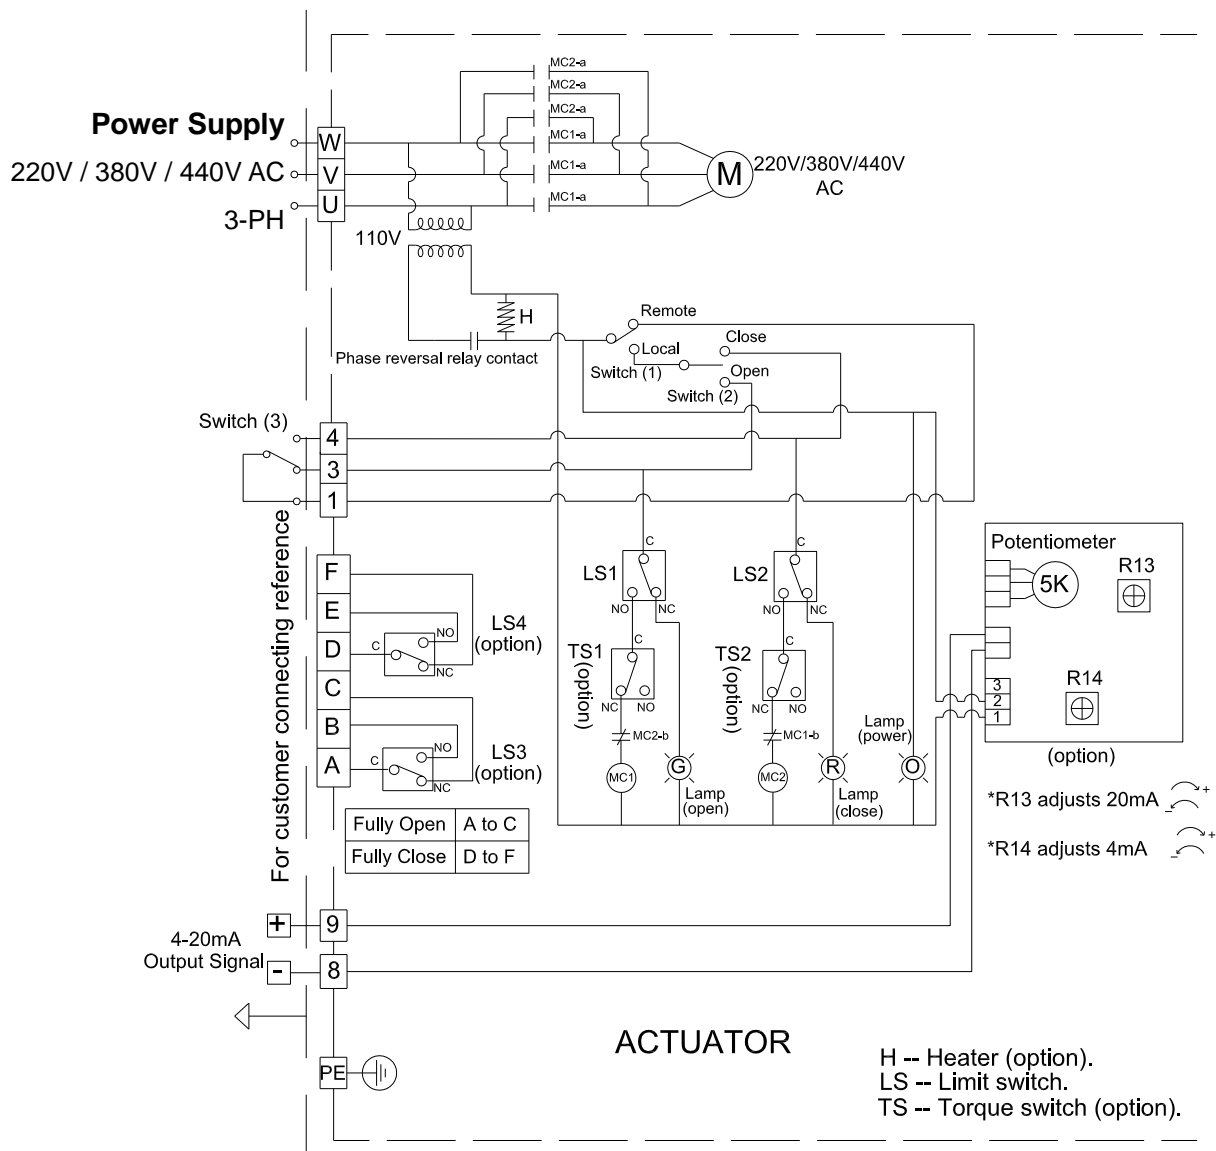 MC2-a
MC2-a
MC2-a
MC1-a
MC1-a
MC1-a
Power Supply
220V / 380V / 440V AC
3-PH
W
V
U
M
220V/380V/440V
AC
110V
H
Phase reversal relay contact
Remote
Local
Switch (1)
Close
Open
Switch (2)
Switch (3)
4
3
1
For customer connecting reference
F
E
D
C
B
A
C
NO
NC
LS4
(option)
C
NO
NC
LS3
(option)
Fully Open A to C
Fully Close D to F
LS1
C
NO
NC
TS1
(option)
C
NC
NO
MC2-b
MC1
G
Lamp
(open)
LS2
C
NO
NC
TS2
(option)
C
NC
NO
MC1-b
MC2
R
Lamp
(close)
Lamp
(power)
O
Potentiometer
5K
R13
R14
3
2
1
(option)
*R13 adjusts 20mA - +
*R14 adjusts 4mA - +
+
9
4-20mA
Output Signal
-
8
PE
ACTUATOR
H -- Heater (option).
LS -- Limit switch.
TS -- Torque switch (option).